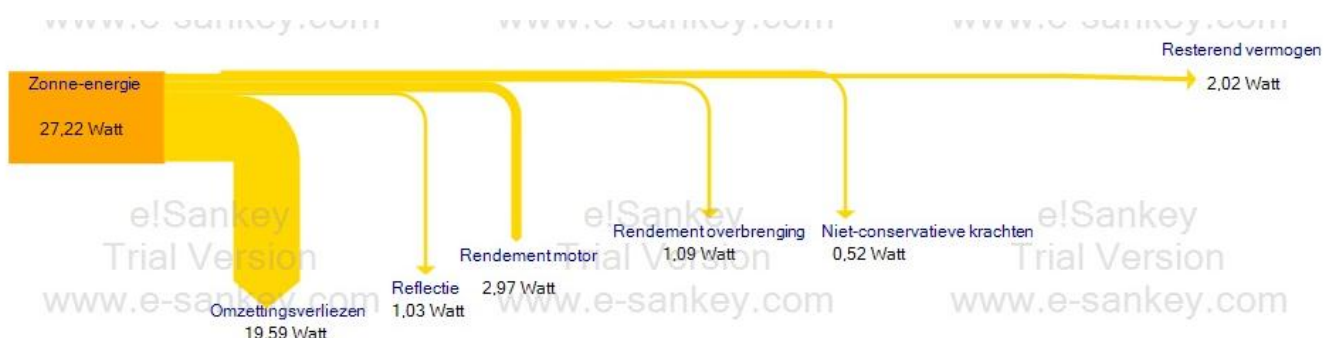 www.e-sankey.com www.e-sankey.com www.e-sankey.com
Resterend vermogen
2,02 Watt
Zonne-energie
27,22 Watt
e!Sankey e!Sankey e!Sankey
Trial Version Trial Version Trial Version
www.e-sankey.com www.e-sankey.com www.e-sankey.com
Omzettingsverliezen
19,59 Watt
Reflectie
1,03 Watt
Rendement motor
2,97 Watt
Rendement overbrenging
1,09 Watt
Niet-conservatieve krachten
0,52 Watt